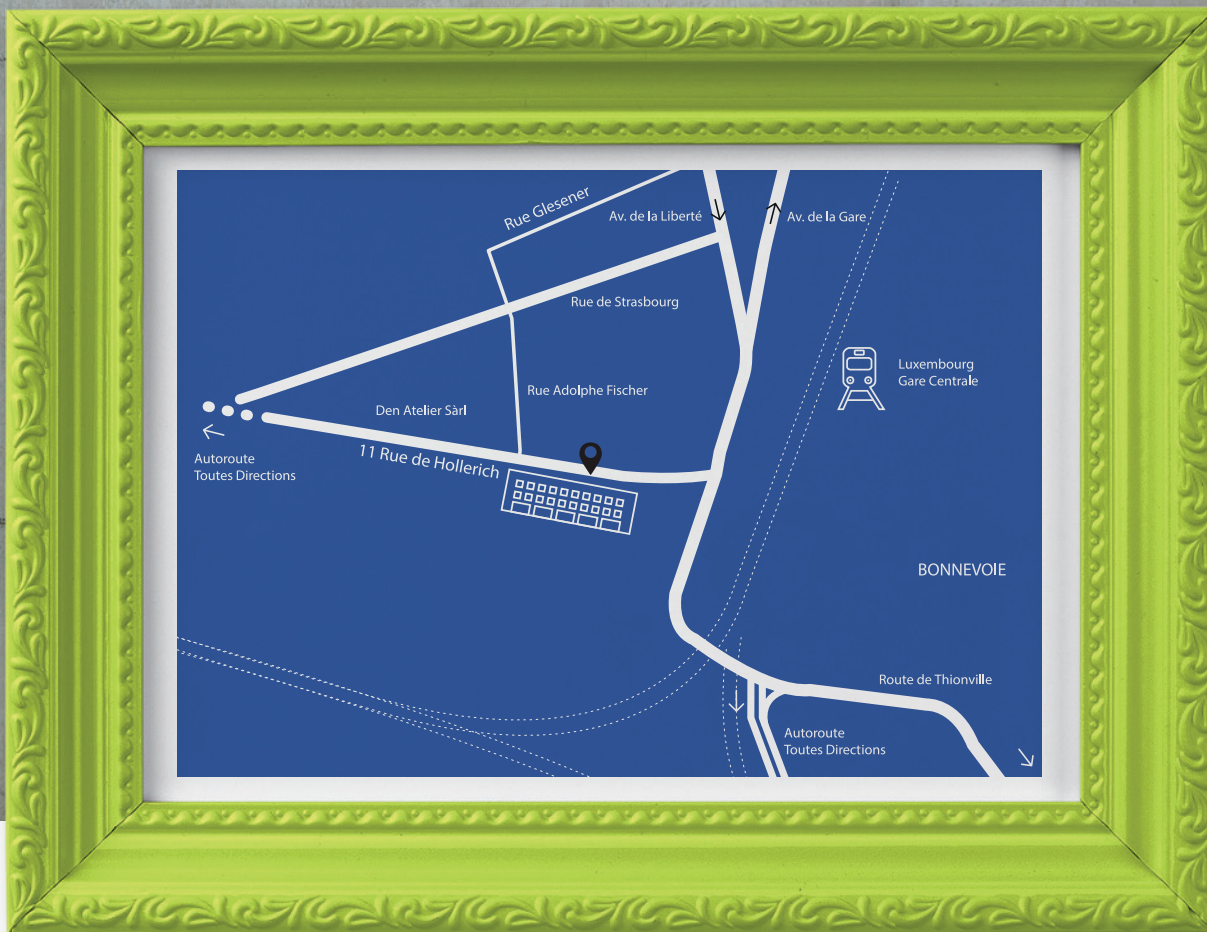 Rue Glesener
Av. de la Liberté
Av. de la Gare
Rue de Strasbourg
Luxembourg
Gare Centrale
Rue Adolphe Fischer
Den Atelier Sàrl
11 Rue de Hollerich
Autoroute
Toutes Directions
BONNEVOIE
Route de Thionville
Autoroute
Toutes Directions